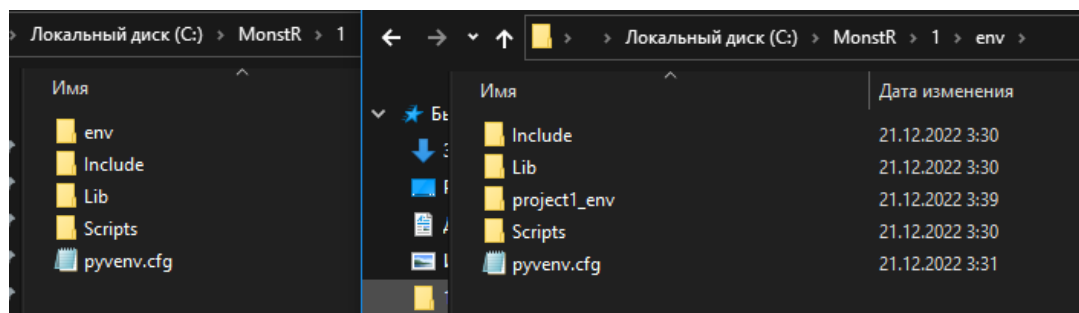 Локальный диск (C:) > MonstR > 1
Имя
env
Include
Lib
Scripts
pyvenv.cfg
Локальный диск (C:) > MonstR > 1 > env >
Имя Дата изменения
Include 21.12.2022 3:30
Lib 21.12.2022 3:30
project1_env 21.12.2022 3:39
Scripts 21.12.2022 3:30
pyvenv.cfg 21.12.2022 3:31